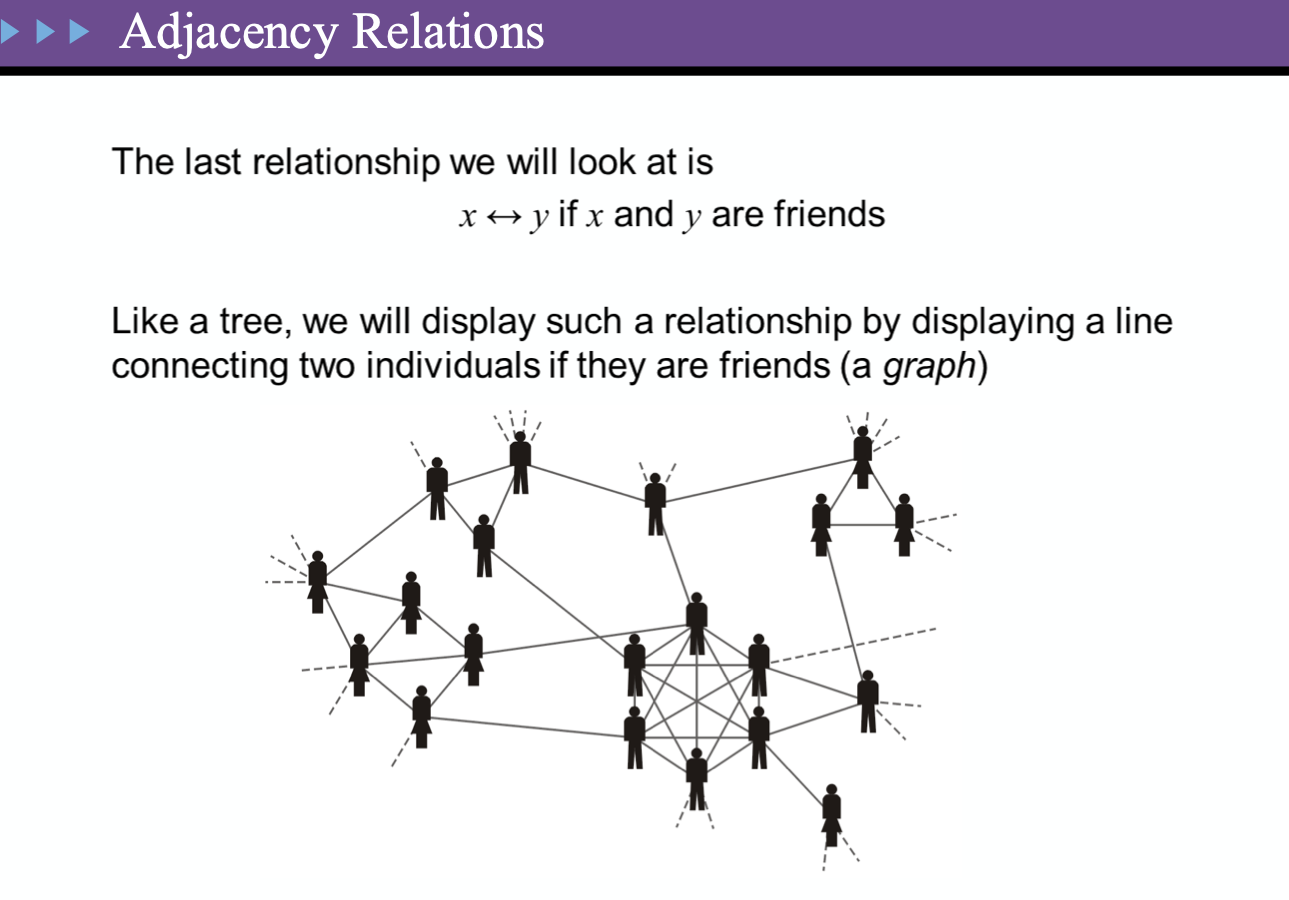 Adjacency Relations
The last relationship we will look at is
x ↔ y if x and y are friends
Like a tree, we will display such a relationship by displaying a line
connecting two individuals if they are friends (a graph)